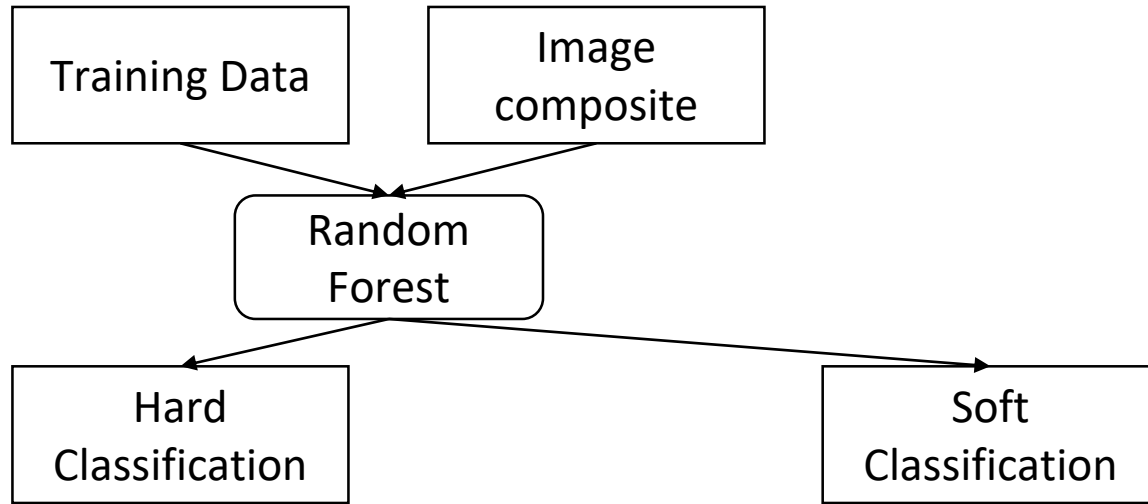 Training Data
Image
composite
Random
Forest
Hard
Classification
Soft
Classification